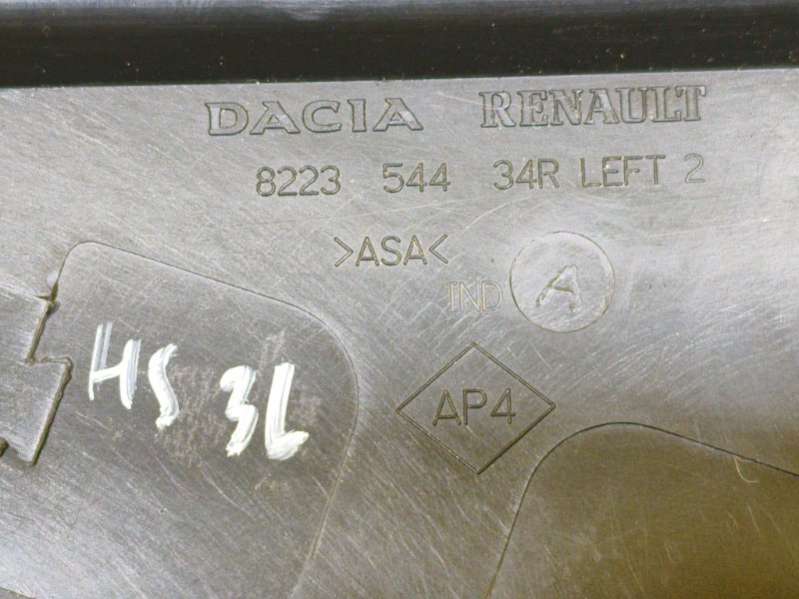 DACIA RENAULT
8223 544 34R LEFT 2
>ASA<
IND A
HS 3L
AP4